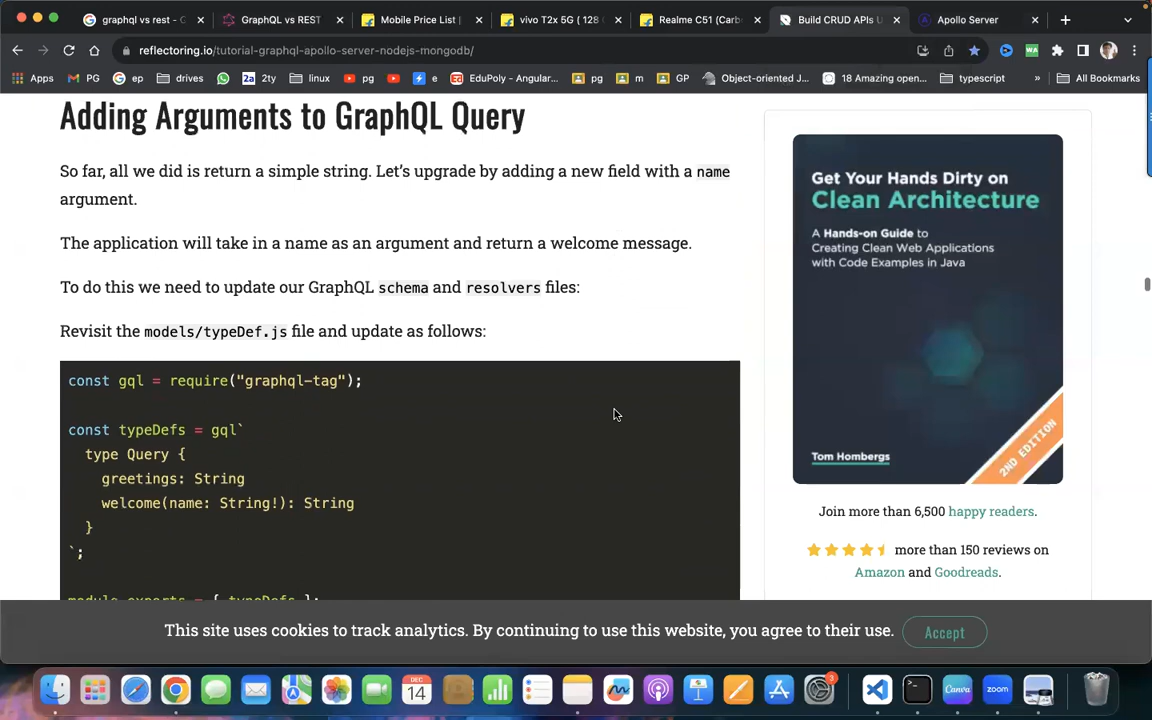 graphql vs rest - G
GraphQL vs REST
Mobile Price List |
vivo T2x 5G ( 128 G
Realme C51 (Carb
Build CRUD APIs U
Apollo Server
reflectoring.io/tutorial-graphql-apollo-server-nodejs-mongodb/
Apps
PG
ep
drives
2ty
linux
pg
e
EduPoly - Angular...
pg
m
GP
Object-oriented J...
18 Amazing open...
typescript
»
All Bookmarks
Adding Arguments to GraphQL Query
So far, all we did is return a simple string. Let’s upgrade by adding a new field with a name
argument.
The application will take in a name as an argument and return a welcome message.
To do this we need to update our GraphQL schema and resolvers files:
Revisit the models/typeDef.js file and update as follows:
const gql = require("graphql-tag");
const typeDefs = gql`
type Query {
greetings: String
welcome(name: String!): String
}
`;
module.exports = { typeDefs };
Get Your Hands Dirty on
Clean Architecture
A Hands-on Guide to
Creating Clean Web Applications
with Code Examples in Java
Tom Hombergs
2ND EDITION
Join more than 6,500 happy readers.
more than 150 reviews on
Amazon and Goodreads.
This site uses cookies to track analytics. By continuing to use this website, you agree to their use.
Accept
DEC
14
3
Canva
zoom